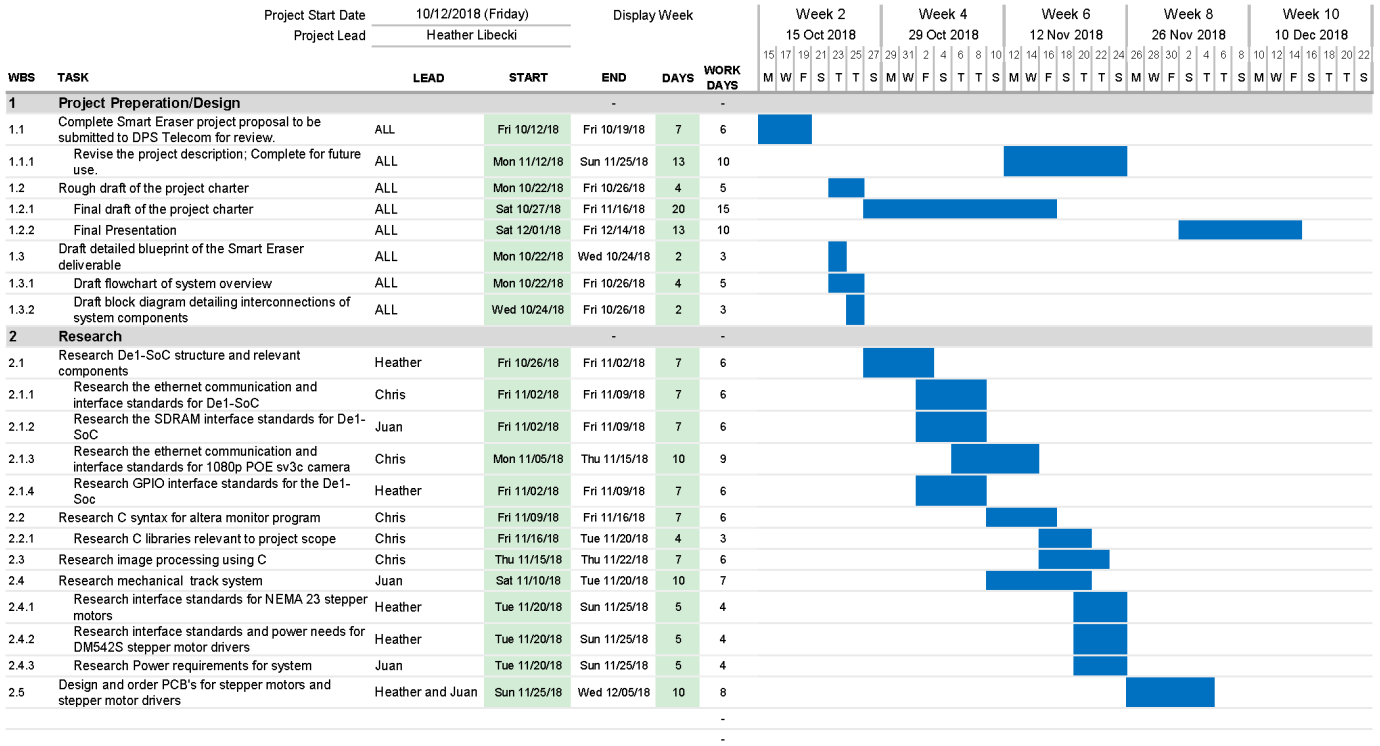 Project Start Date 10/12/2018 (Friday) Display Week Week 2 Week 4 Week 6 Week 8 Week 10
Project Lead Heather Libecki 15 Oct 2018 29 Oct 2018 12 Nov 2018 26 Nov 2018 10 Dec 2018
15 17 19 21 23 25 27 29 31 2 4 6 8 10 12 14 16 18 20 22 24 26 28 30 2 4 6 8 10 12 14 16 18 20 22
WBS TASK LEAD START END DAYS WORK DAYS M W F S T T S M W F S T T S M W F S T T S M W F S T T S M W F S T T S
1 Project Preperation/Design - -
1.1 Complete Smart Eraser project proposal to be
submitted to DPS Telecom for review. ALL Fri 10/12/18 Fri 10/19/18 7 6
1.1.1 Revise the project description; Complete for future
use. ALL Mon 11/12/18 Sun 11/25/18 13 10
1.2 Rough draft of the project charter ALL Mon 10/22/18 Fri 10/26/18 4 5
1.2.1 Final draft of the project charter ALL Sat 10/27/18 Fri 11/16/18 20 15
1.2.2 Final Presentation ALL Sat 12/01/18 Fri 12/14/18 13 10
1.3 Draft detailed blueprint of the Smart Eraser
deliverable ALL Mon 10/22/18 Wed 10/24/18 2 3
1.3.1 Draft flowchart of system overview ALL Mon 10/22/18 Fri 10/26/18 4 5
1.3.2 Draft block diagram detailing interconnections of
system components ALL Wed 10/24/18 Fri 10/26/18 2 3
2 Research - -
2.1 Research De1-SoC structure and relevant
components Heather Fri 10/26/18 Fri 11/02/18 7 6
2.1.1 Research the ethernet communication and
interface standards for De1-SoC Chris Fri 11/02/18 Fri 11/09/18 7 6
2.1.2 Research the SDRAM interface standards for De1-
SoC Juan Fri 11/02/18 Fri 11/09/18 7 6
2.1.3 Research the ethernet communication and
interface standards for 1080p POE sv3c camera Chris Mon 11/05/18 Thu 11/15/18 10 9
2.1.4 Research GPIO interface standards for the De1-
Soc Heather Fri 11/02/18 Fri 11/09/18 7 6
2.2 Research C syntax for altera monitor program Chris Fri 11/09/18 Fri 11/16/18 7 6
2.2.1 Research C libraries relevant to project scope Chris Fri 11/16/18 Tue 11/20/18 4 3
2.3 Research image processing using C Chris Thu 11/15/18 Thu 11/22/18 7 6
2.4 Research mechanical track system Juan Sat 11/10/18 Tue 11/20/18 10 7
2.4.1 Research interface standards for NEMA 23 stepper
motors Heather Tue 11/20/18 Sun 11/25/18 5 4
2.4.2 Research interface standards and power needs for
DM542S stepper motor drivers Heather Tue 11/20/18 Sun 11/25/18 5 4
2.4.3 Research Power requirements for system Juan Tue 11/20/18 Sun 11/25/18 5 4
2.5 Design and order PCB's for stepper motors and
stepper motor drivers Heather and Juan Sun 11/25/18 Wed 12/05/18 10 8
-
-